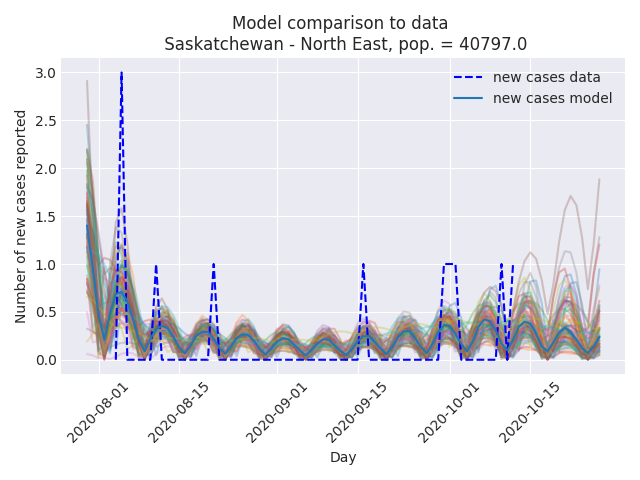 Model comparison to data
Saskatchewan - North East, pop. = 40797.0
new cases data
new cases model
Number of new cases reported
3.0
2.5
2.0
1.5
1.0
0.5
0.0
2020-08-01
2020-08-15
2020-09-01
2020-09-15
2020-10-01
2020-10-15
Day